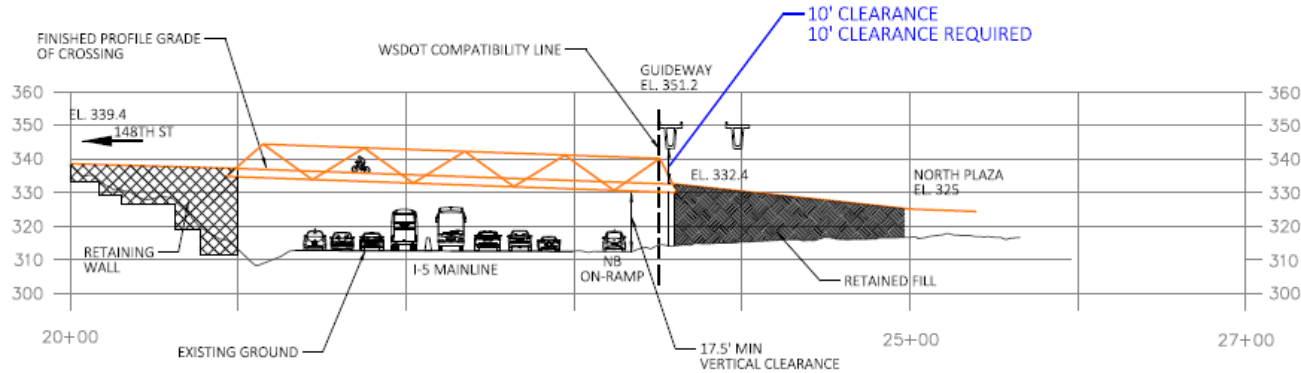 10' CLEARANCE
10' CLEARANCE REQUIRED
FINISHED PROFILE GRADE
OF CROSSING
WSDOT COMPATIBILITY LINE
GUIDEWAY
EL. 351.2
360
360
EL. 339.4
350
148TH ST
350
340
340
EL. 332.4
NORTH PLAZA
EL. 325
330
330
320
320
RETAINING
WALL
I-5 MAINLINE
NB
ON-RAMP
RETAINED FILL
310
310
300
300
20+00
25+00
27+00
EXISTING GROUND
17.5' MIN
VERTICAL CLEARANCE